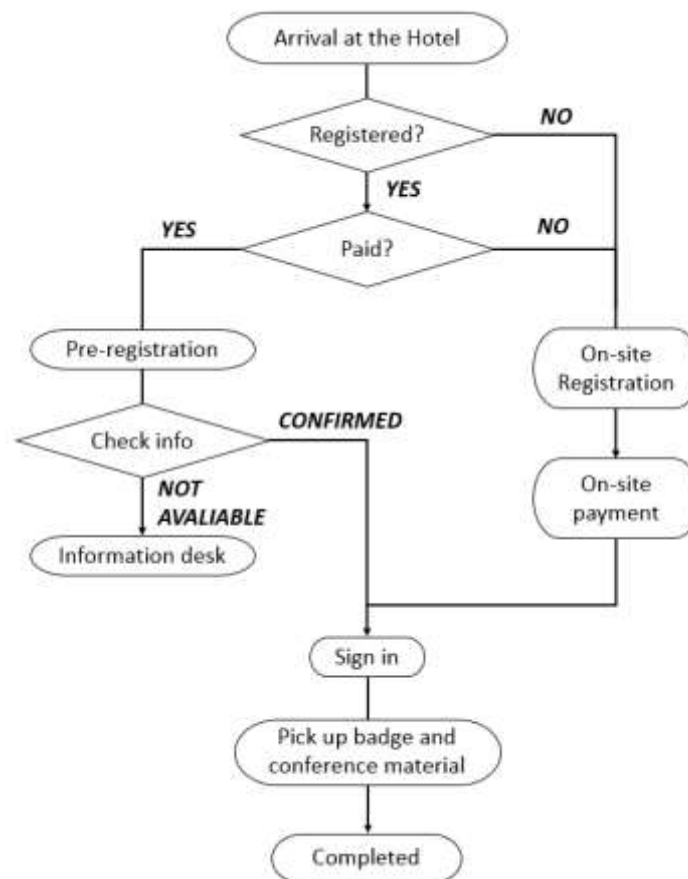 Arrival at the Hotel
Registered?
NO
YES
YES
Paid?
NO
Pre-registration
On-site
Registration
Check info
CONFIRMED
NOT
AVALIABLE
On-site
payment
Information desk
Sign in
Pick up badge and
conference material
Completed